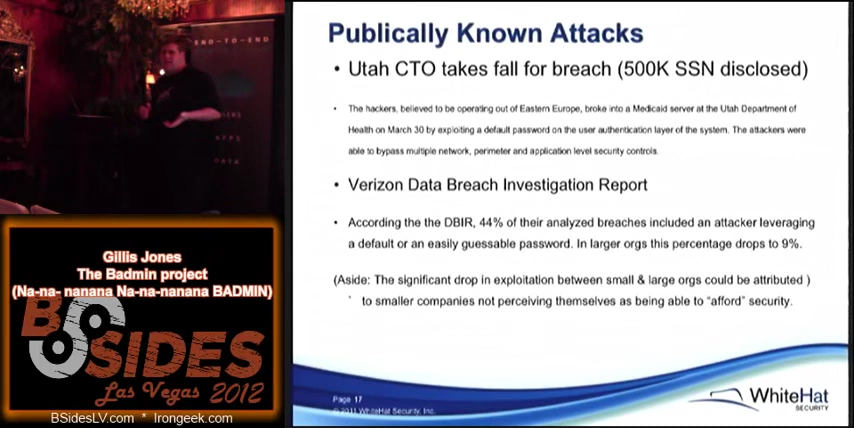 END-TO-END
APPS
DATA
Gillis Jones
The Badmin project
(Na-na- nanana Na-na-nanana BADMIN)
BSIDES
Las Vegas 2012
BSidesLV.com * Irongeek.com
Publically Known Attacks
• Utah CTO takes fall for breach (500K SSN disclosed)
• The hackers, believed to be operating out of Eastern Europe, broke into a Medicaid server at the Utah Department of
Health on March 30 by exploiting a default password on the user authentication layer of the system. The attackers were
able to bypass multiple network, perimeter and application level security controls.
• Verizon Data Breach Investigation Report
• According the the DBIR, 44% of their analyzed breaches included an attacker leveraging
a default or an easily guessable password. In larger orgs this percentage drops to 9%.
(Aside: The significant drop in exploitation between small & large orgs could be attributed )
to smaller companies not perceiving themselves as being able to “afford” security.
Page 17
© 2011 WhiteHat Security, Inc.
WhiteHat
SECURITY